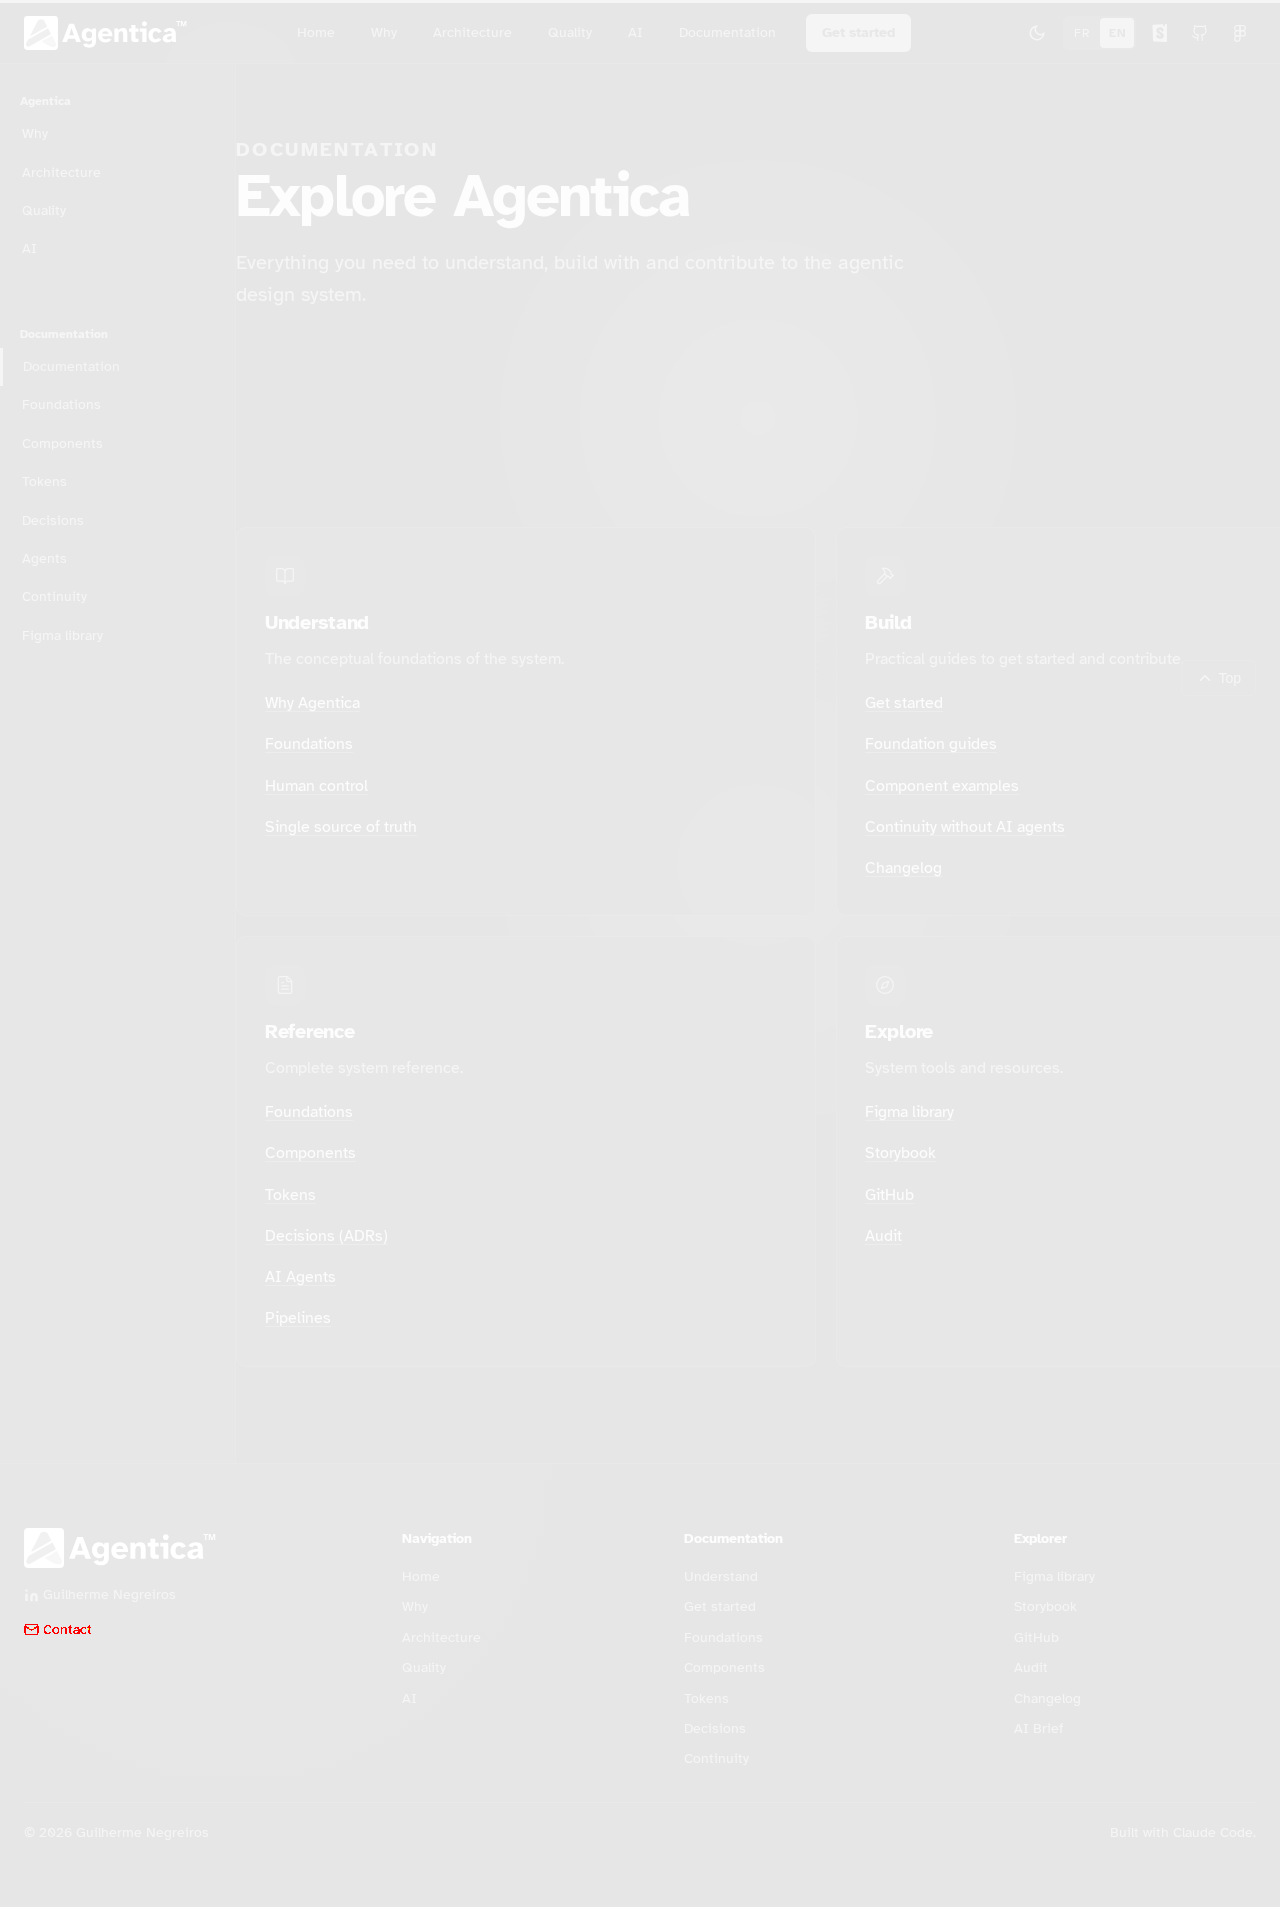 Agentica™
Home
Why
Architecture
Quality
AI
Documentation
Get started
FR
EN
Agentica
Why
Architecture
Quality
AI
Documentation
Documentation
Foundations
Components
Tokens
Decisions
Agents
Continuity
Figma library
DOCUMENTATION
Explore Agentica
Everything you need to understand, build with and contribute to the agentic
design system.
Understand
The conceptual foundations of the system.
Why Agentica
Foundations
Human control
Single source of truth
Build
Practical guides to get started and contribute
Get started
Foundation guides
Component examples
Continuity without AI agents
Changelog
Top
Reference
Complete system reference.
Foundations
Components
Tokens
Decisions (ADRs)
AI Agents
Pipelines
Explore
System tools and resources.
Figma library
Storybook
GitHub
Audit
Agentica™
Guilherme Negreiros
Contact
Navigation
Home
Why
Architecture
Quality
AI
Documentation
Understand
Get started
Foundations
Components
Tokens
Decisions
Continuity
Explorer
Figma library
Storybook
GitHub
Audit
Changelog
AI Brief
© 2026 Guilherme Negreiros
Built with Claude Code.